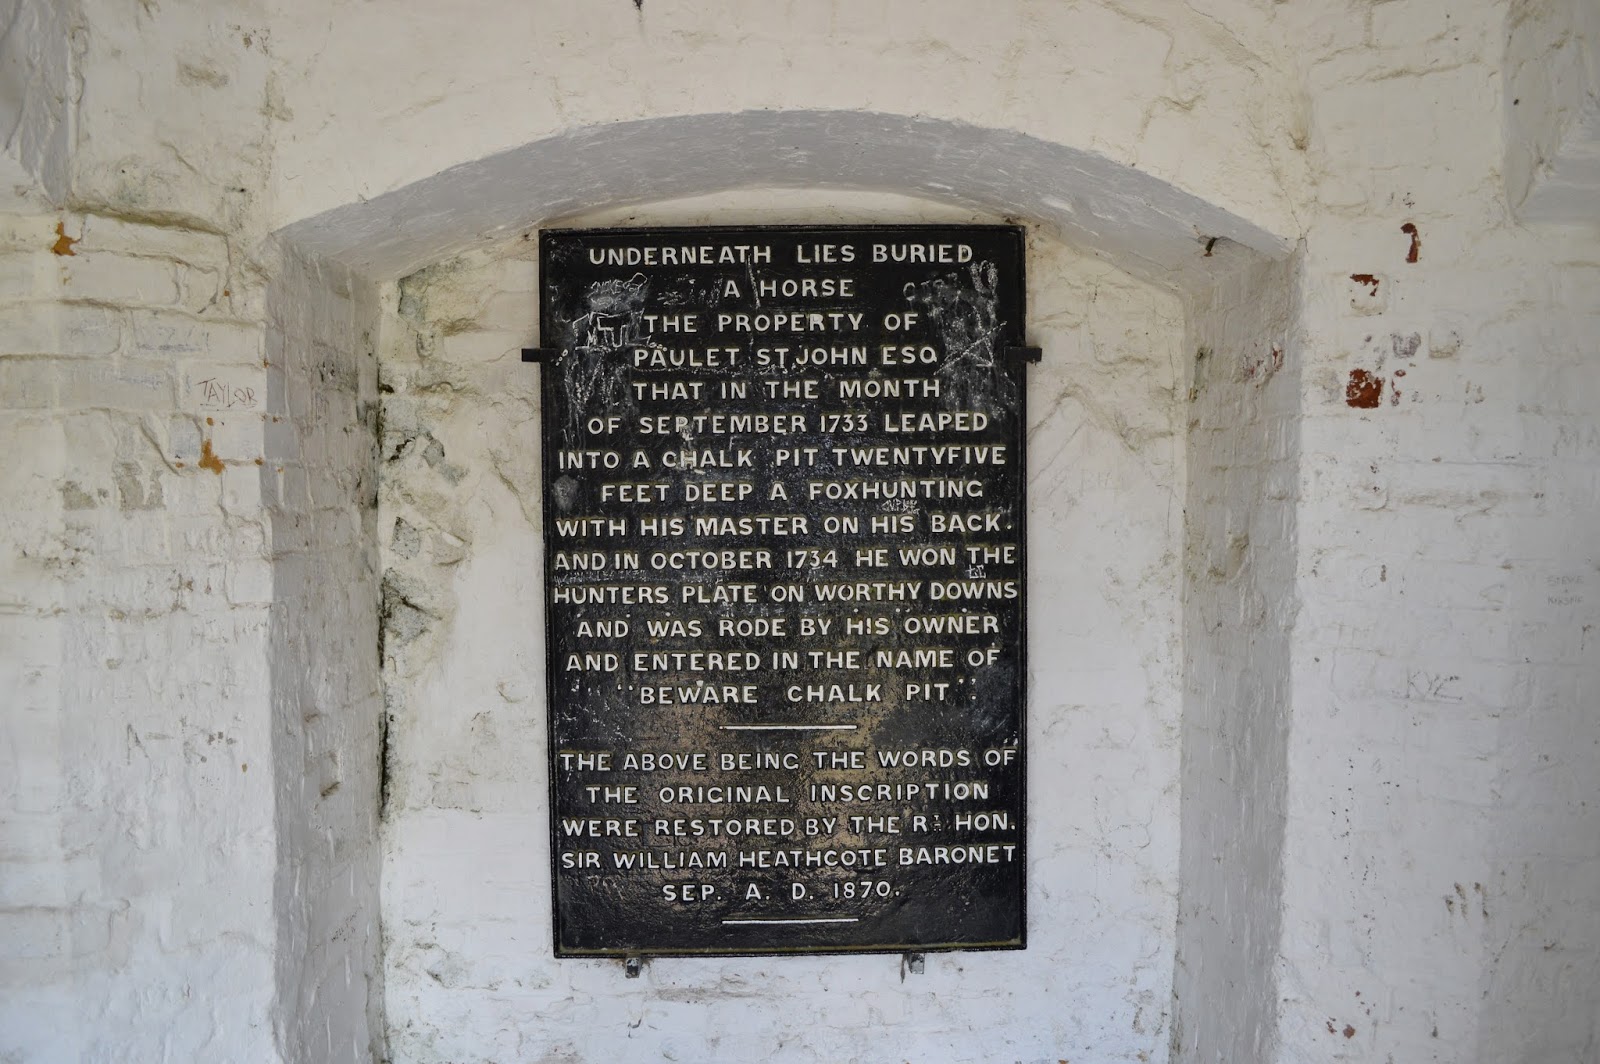 UNDERNEATH LIES BURIED
A HORSE
THE PROPERTY OF
PAULET ST JOHN ESQ
THAT IN THE MONTH
OF SEPTEMBER 1733 LEAPED
INTO A CHALK PIT TWENTYFIVE
FEET DEEP A FOXHUNTING
WITH HIS MASTER ON HIS BACK.
AND IN OCTOBER 1734 HE WON THE
HUNTERS PLATE ON WORTHY DOWNS
AND WAS RODE BY HIS OWNER
AND ENTERED IN THE NAME OF
"BEWARE CHALK PIT".
THE ABOVE BEING THE WORDS OF
THE ORIGINAL INSCRIPTION
WERE RESTORED BY THE RT HON.
SIR WILLIAM HEATHCOTE BARONET
SEP. A. D. 1870.
TAYLOR
KYLE